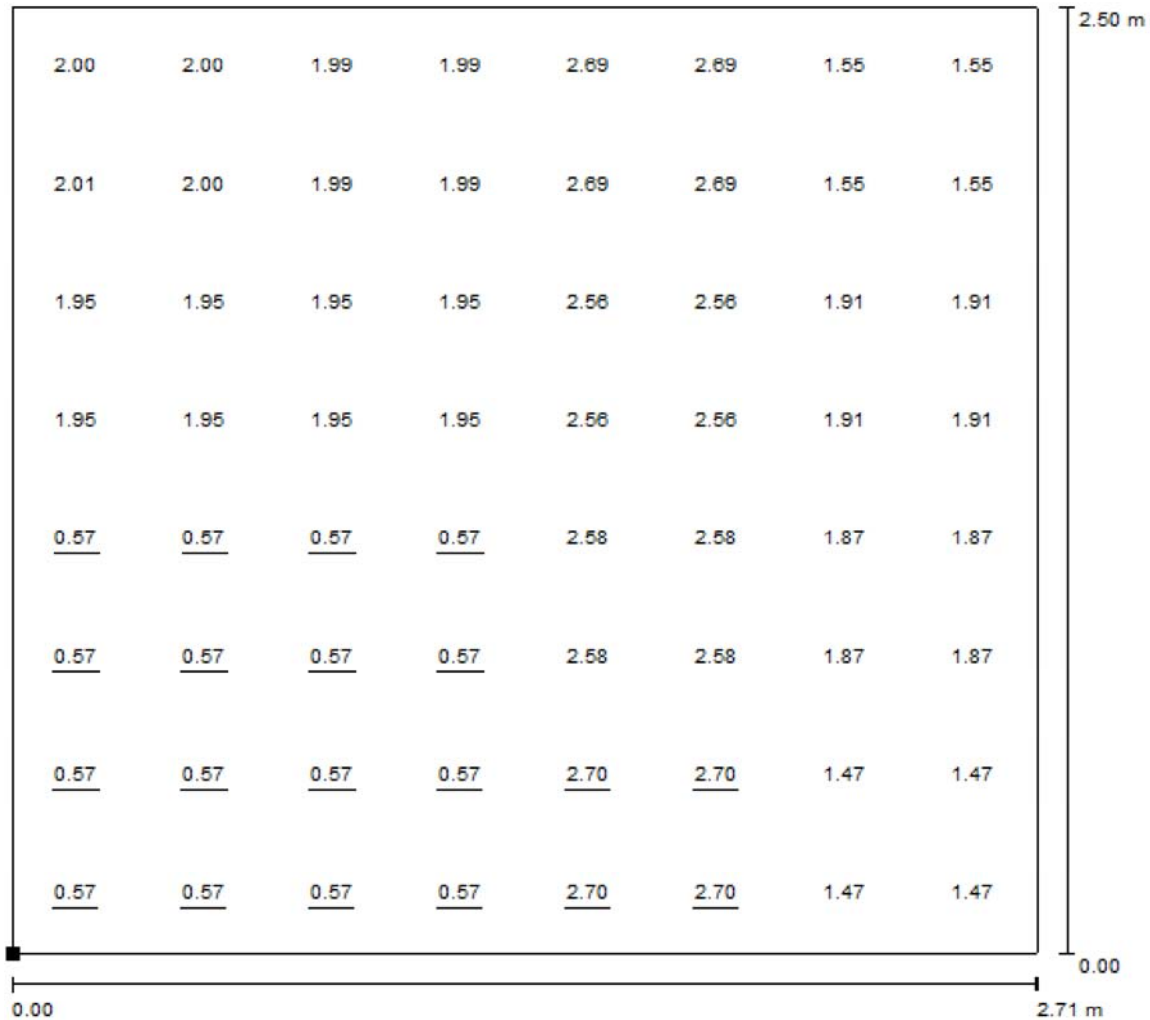 2.50 m
2.00 2.00 1.99 1.99 2.69 2.69 1.55 1.55
2.01 2.00 1.99 1.99 2.69 2.69 1.55 1.55
1.95 1.95 1.95 1.95 2.56 2.56 1.91 1.91
1.95 1.95 1.95 1.95 2.56 2.56 1.91 1.91
0.57 0.57 0.57 0.57 2.58 2.58 1.87 1.87
0.57 0.57 0.57 0.57 2.58 2.58 1.87 1.87
0.57 0.57 0.57 0.57 2.70 2.70 1.47 1.47
0.57 0.57 0.57 0.57 2.70 2.70 1.47 1.47
0.00
0.00 2.71 m